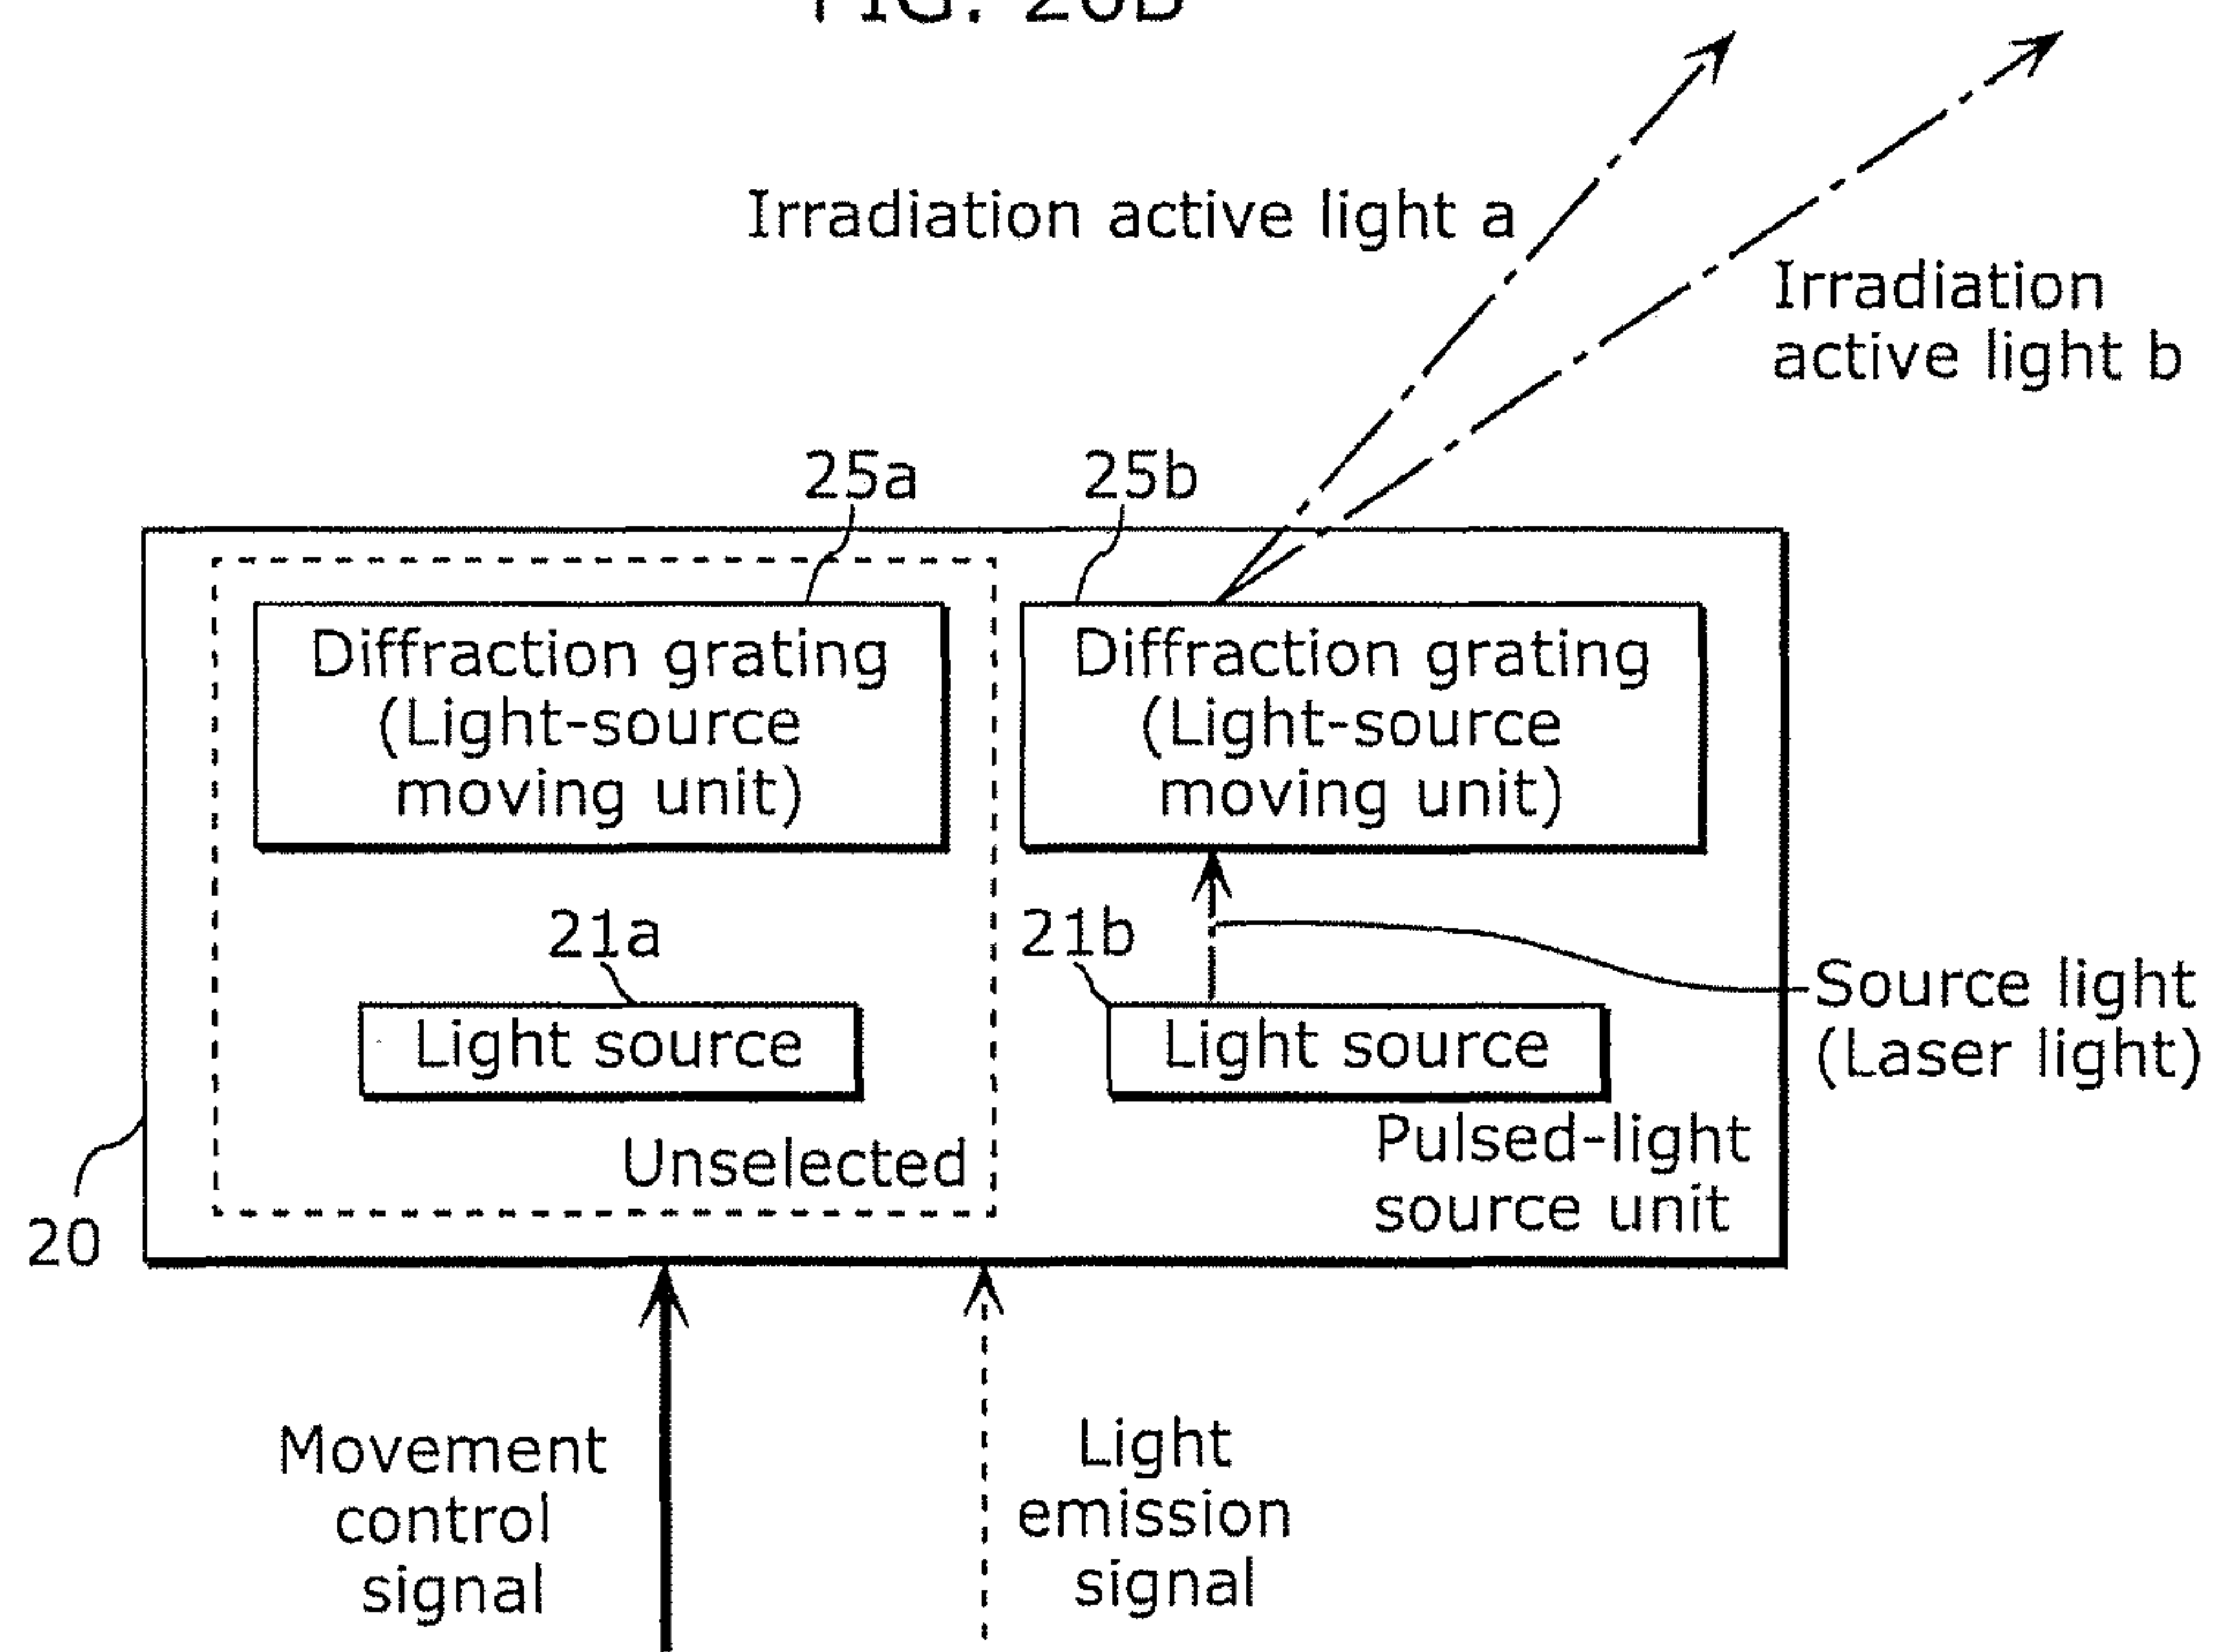 FIG. 26B
Irradiation active light a
Irradiation
active light b
25a
25b
Diffraction grating
(Light-source
moving unit)
Diffraction grating
(Light-source
moving unit)
21a
21b
Source light
(Laser light)
Light source
Light source
Pulsed-light
source unit
Unselected
20
Movement
control
signal
Light
emission
signal